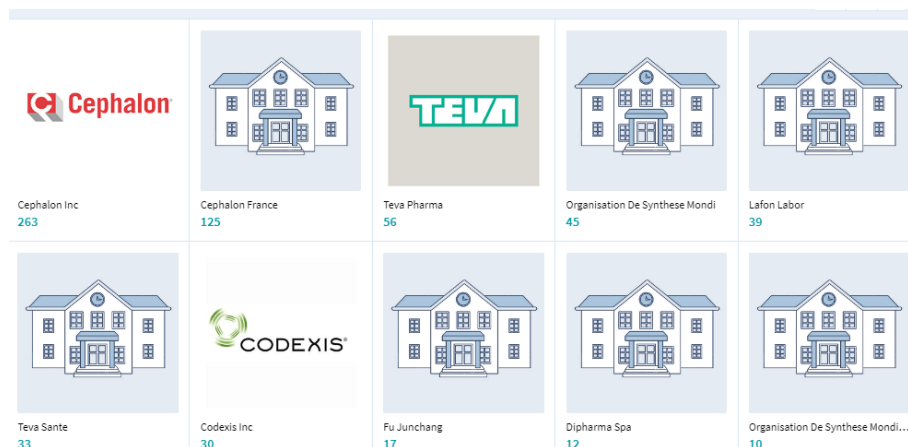 Cephalon
TEVA
Cephalon Inc
Cephalon France
Teva Pharma
Organisation De Synthese Mondi
Lafon Labor
263
125
56
45
39
CODEXIS
Teva Sante
Codexis Inc
Fu Junchang
Dipharma Spa
Organisation De Synthese Mondi...
33
30
17
12
10